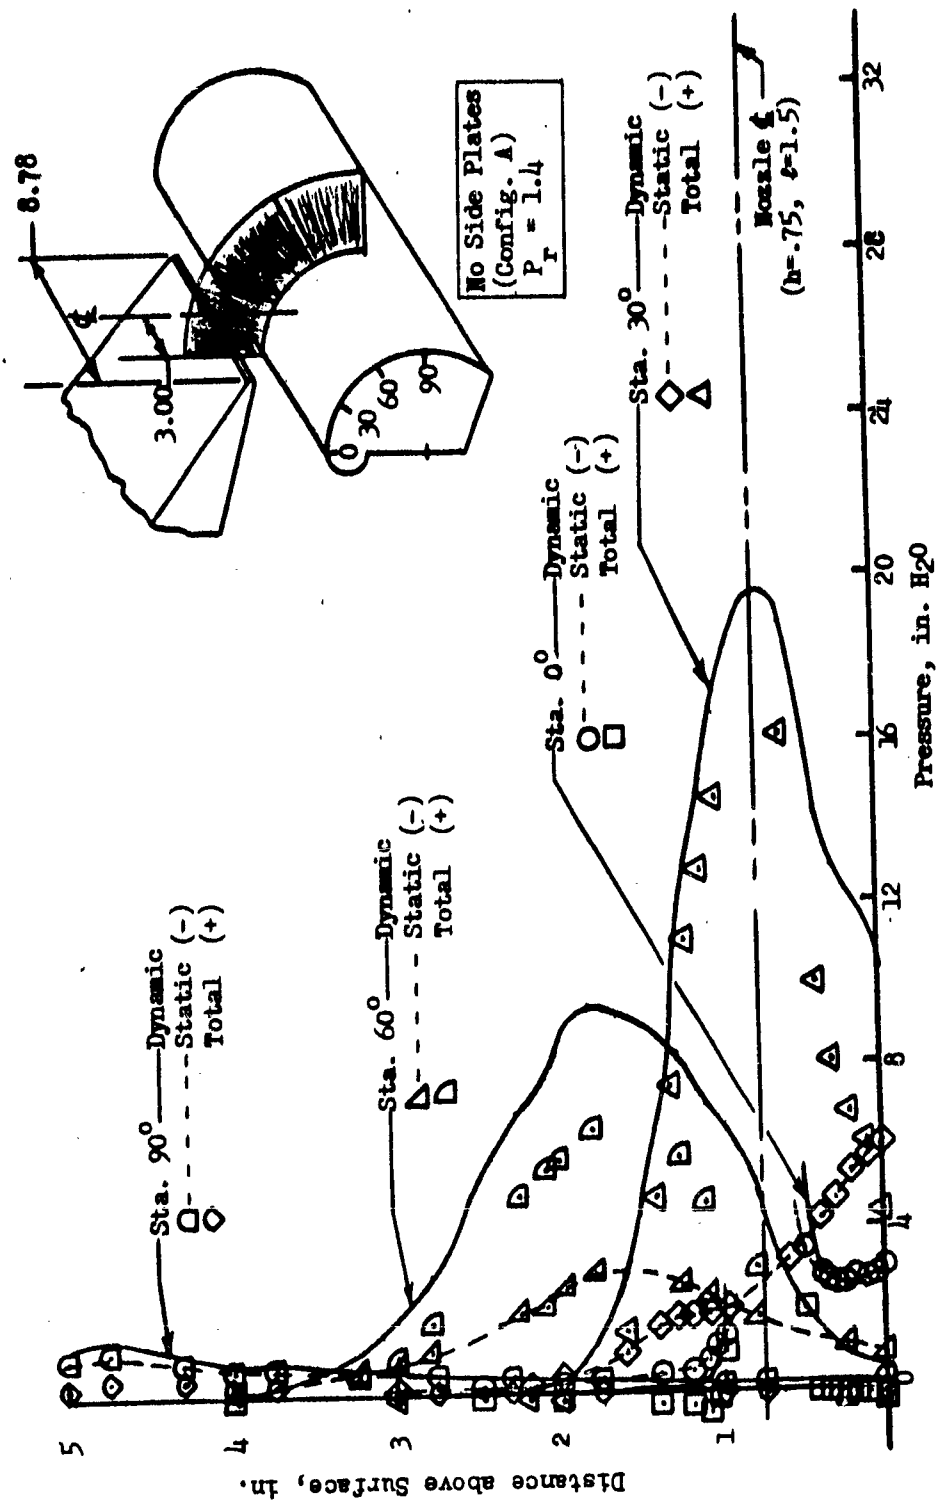 8.78
3.00
₵
0
30
60
90
No Side Plates
(Config. A)
Pr = 1.4
Sta. 90° Dynamic
Static (-)
Total (+)
Sta. 60° Dynamic
Static (-)
Total (+)
Sta. 0° Dynamic
Static (-)
Total (+)
Sta. 30° Dynamic
Static (-)
Total (+)
Nozzle ₵
(h=.75, ℓ=1.5)
Distance above Surface, in.
5
4
3
2
1
0
4
8
12
16
20
24
28
32
Pressure, in. H2O